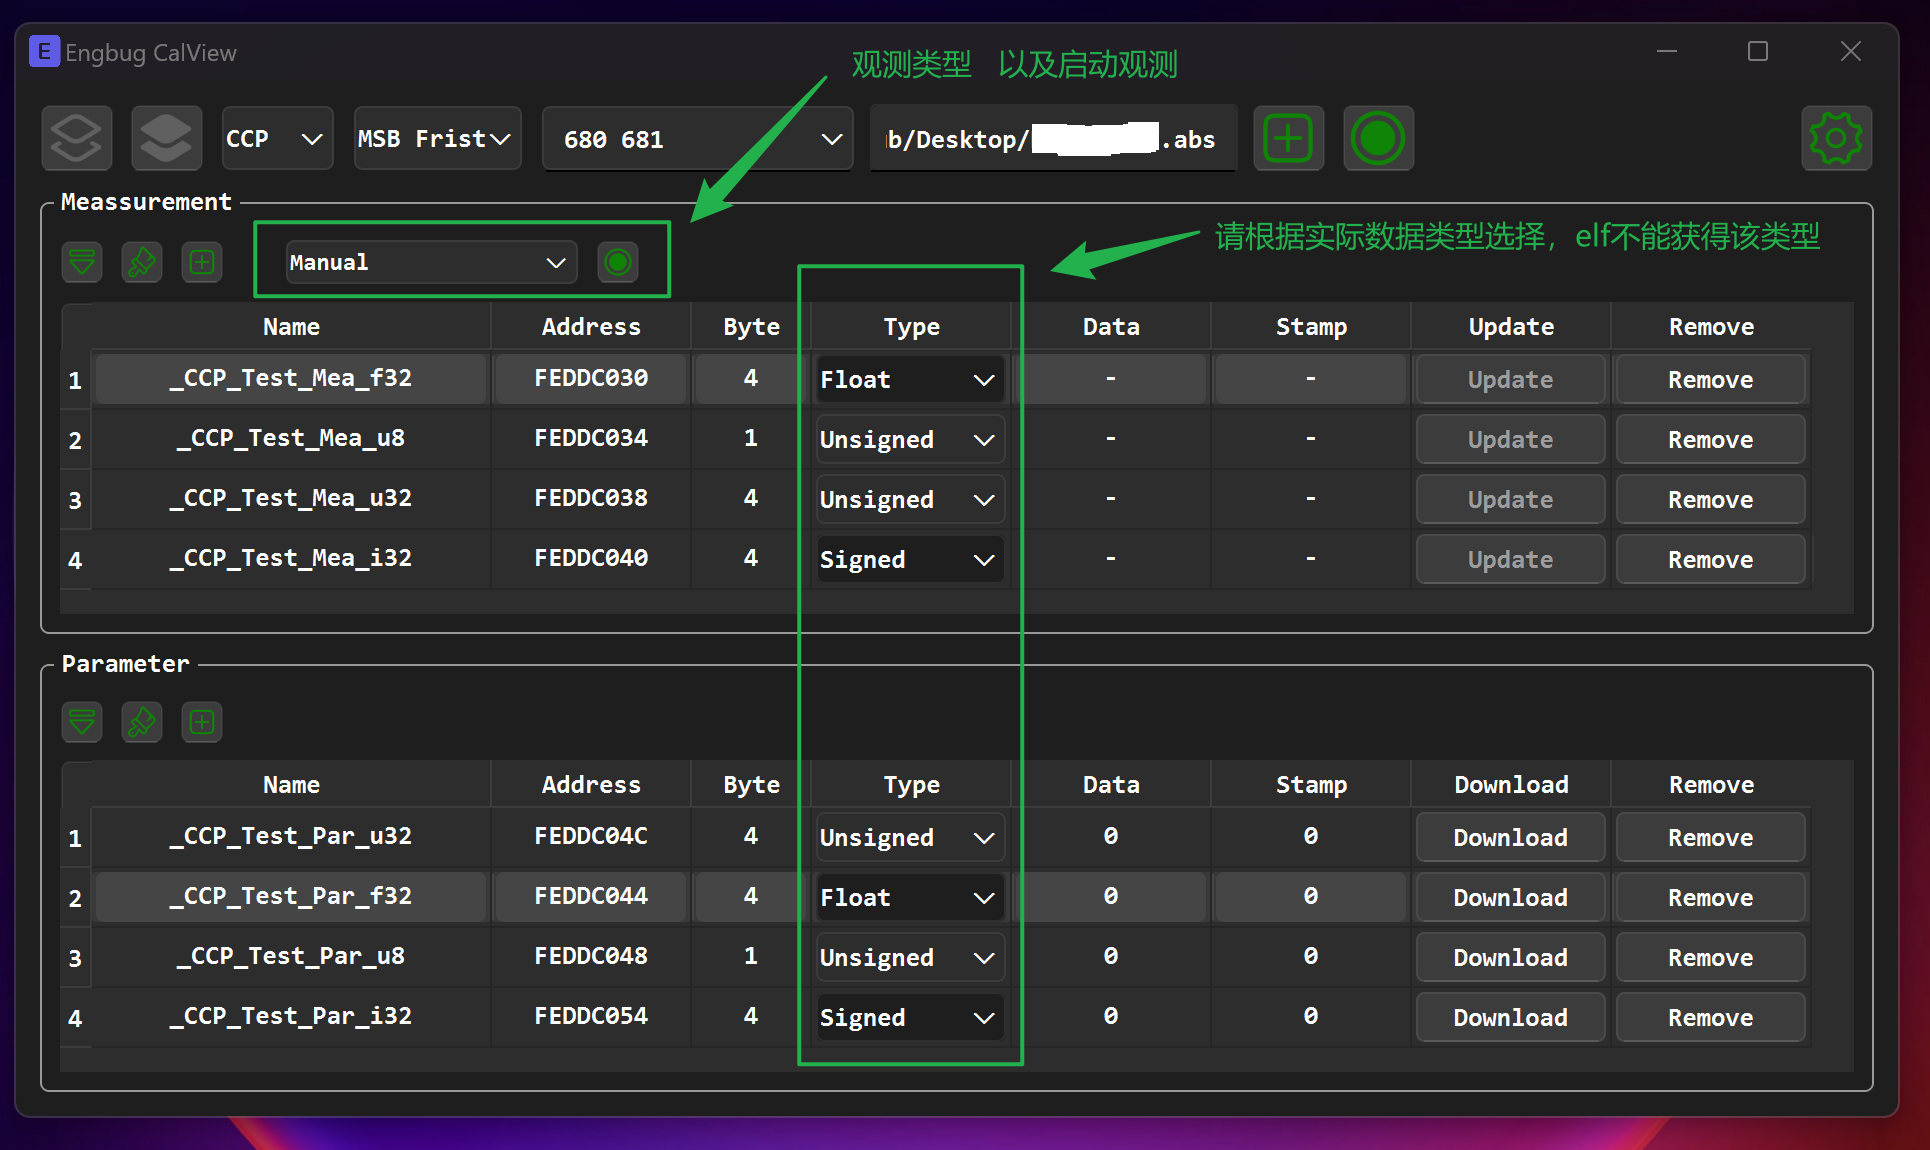 E Engbug CalView
观测类型 以及启动观测
CCP MSB Frist 680 681 b/Desktop/ .abs
Meassurement
请根据实际数据类型选择，elf不能获得该类型
Manual
Name Address Byte Type Data Stamp Update Remove
1 _CCP_Test_Mea_f32 FEDDC030 4 Float - - Update Remove
2 _CCP_Test_Mea_u8 FEDDC034 1 Unsigned - - Update Remove
3 _CCP_Test_Mea_u32 FEDDC038 4 Unsigned - - Update Remove
4 _CCP_Test_Mea_i32 FEDDC040 4 Signed - - Update Remove
Parameter
Name Address Byte Type Data Stamp Download Remove
1 _CCP_Test_Par_u32 FEDDC04C 4 Unsigned 0 0 Download Remove
2 _CCP_Test_Par_f32 FEDDC044 4 Float 0 0 Download Remove
3 _CCP_Test_Par_u8 FEDDC048 1 Unsigned 0 0 Download Remove
4 _CCP_Test_Par_i32 FEDDC054 4 Signed 0 0 Download Remove